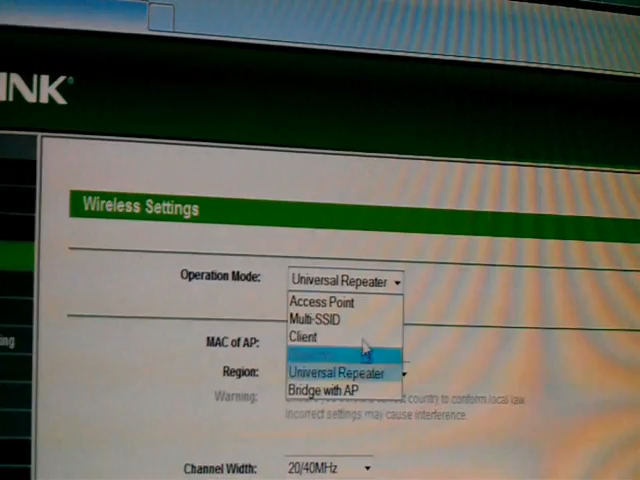 INK
Wireless Settings
Operation Mode: Universal Repeater
Access Point
Multi-SSID
Client
MAC of AP:
Region: Universal Repeater
Bridge with AP
Warning: country to conform local law.
Incorrect settings may cause interference.
Channel Width: 20/40MHz